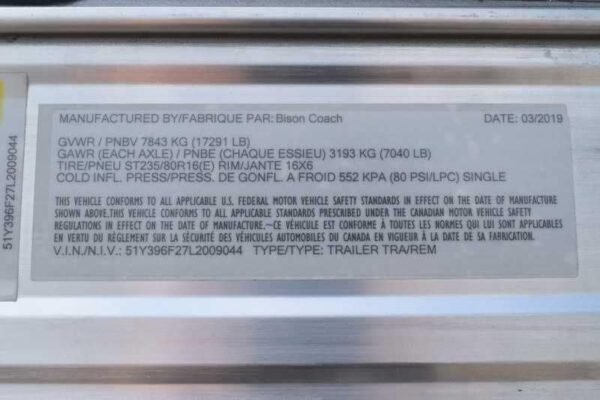 MANUFACTURED BY/FABRIQUE PAR: Bison Coach DATE: 03/2019
GVWR / PNBV 7843 KG (17291 LB)
GAWR (EACH AXLE) / PNBE (CHAQUE ESSIEU) 3193 KG (7040 LB)
TIRE/PNEU ST235/80R16(E) RIM/JANTE 16X6
COLD INFL. PRESS/PRESS. DE GONFL. A FROID 552 KPA (80 PSI/LPC) SINGLE
THIS VEHICLE CONFORMS TO ALL APPLICABLE U.S. FEDERAL MOTOR VEHICLE SAFETY STANDARDS IN EFFECT ON THE DATE OF MANUFACTURE
SHOWN ABOVE.~THIS VEHICLE CONFORMS TO ALL APPLICABLE STANDARDS PRESCRIBED UNDER THE CANADIAN MOTOR VEHICLE SAFETY
REGULATIONS IN EFFECT ON THE DATE OF MANUFACTURE.~CE VÉHICULE EST CONFORME À TOUTES LES NORMES QUI LUI SONT APPLICABLES
EN VERTU DU RÈGLEMENT SUR LA SÉCURITÉ DES VÉHICULES AUTOMOBILES DU CANADA EN VIGUEUR À LA DATE DE SA FABRICATION.
V.I.N./N.I.V.: 51Y396F27L2009044 TYPE/TYPE: TRAILER TRA/REM
51Y396F27L2009044